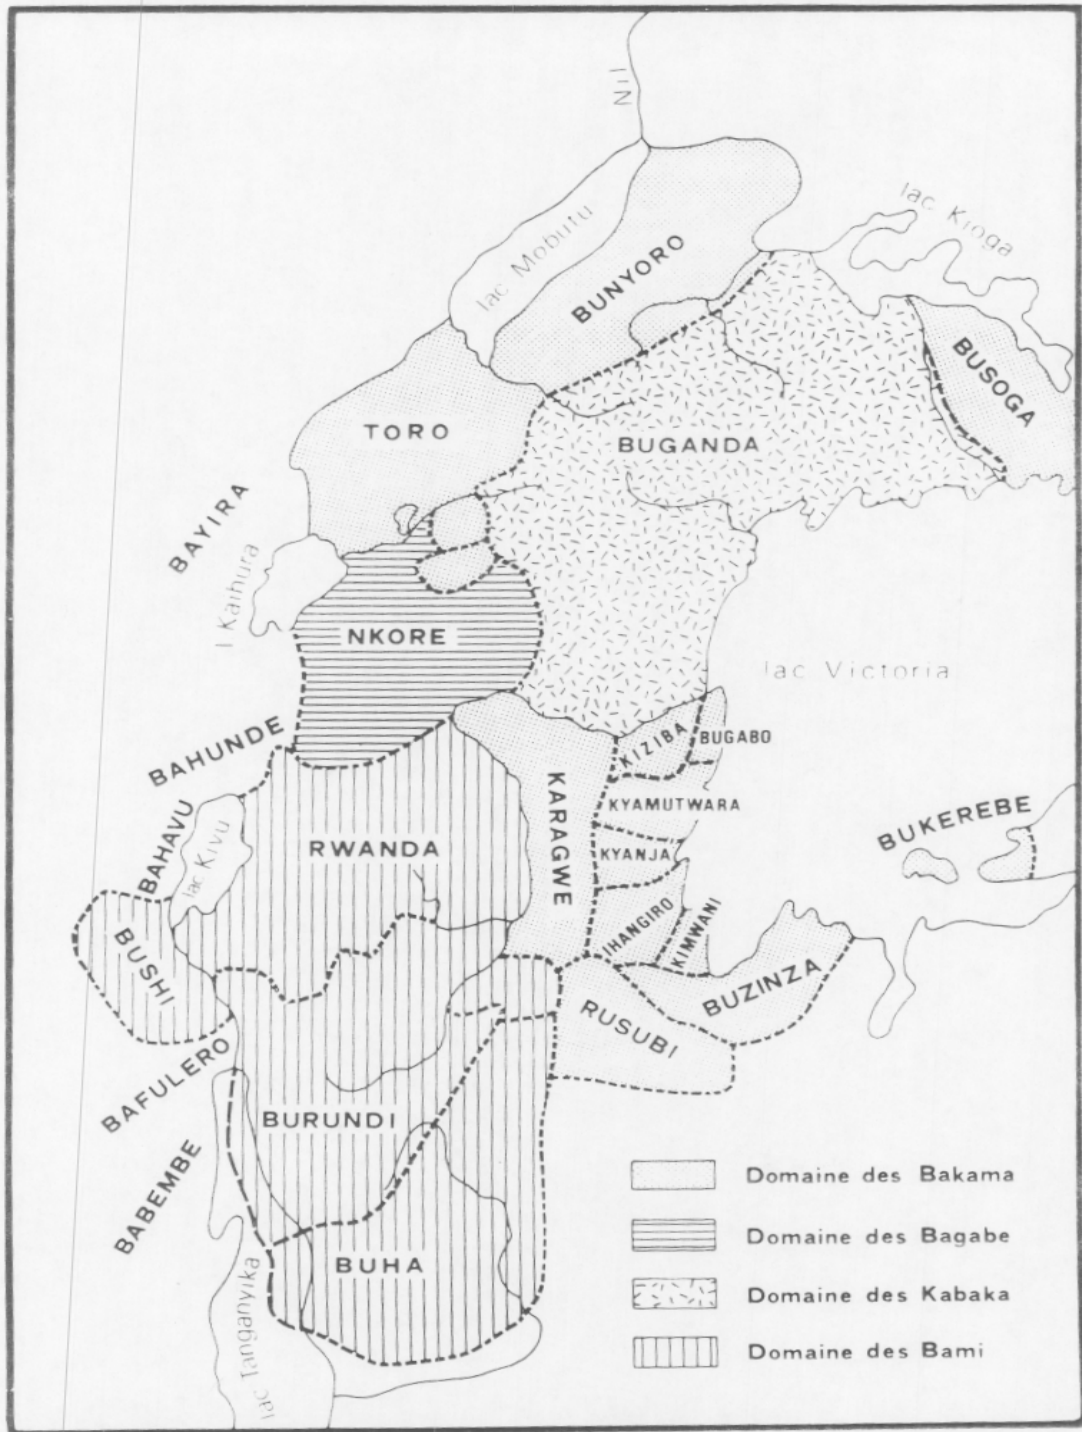 Nil
lac Kioga
lac Mobutu
BUNYORO
BUSOGA
TORO
BUGANDA
BAYIRA
l Kaihura
NKORE
lac Victoria
BAHUNDE
KIZIBA
BUGABO
KARAGWE
KYAMUTWARA
BAHAVU
lac Kivu
RWANDA
KYANJA
BUKEREBE
BUSHI
IHANGIRO
KIMWANI
BUZINZA
RUSUBI
BAFULERO
BURUNDI
BABEMBE
BUHA
lac Tanganyika
Domaine des Bakama
Domaine des Bagabe
Domaine des Kabaka
Domaine des Bami